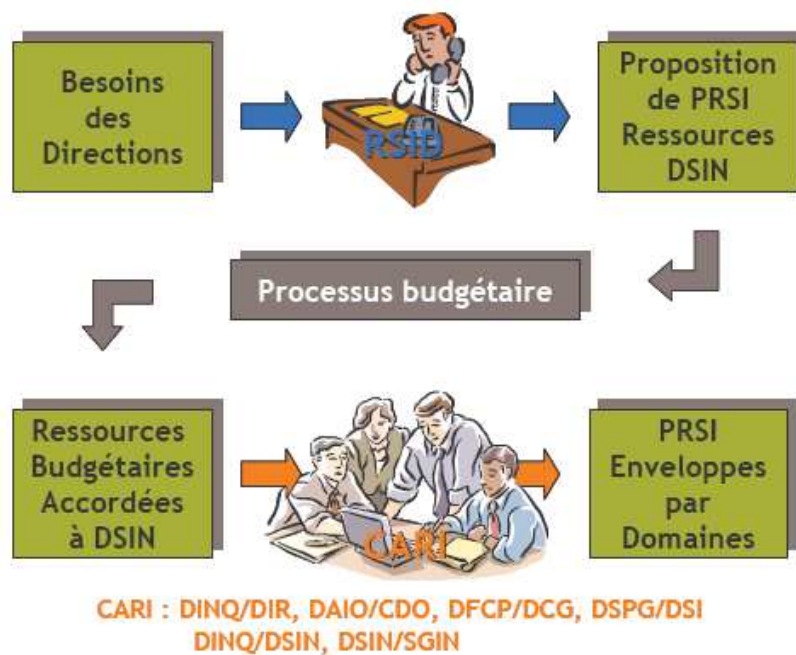 Besoins
des
Directions
RSID
Proposition
de PRSI
Ressources
DSIN
Processus budgétaire
Ressources
Budgétaires
Accordées
à DSIN
CARI
PRSI
Enveloppes
par
Domaines
CARI : DINQ/DIR, DAIO/CDO, DFCP/DCG, DSPG/DSI
DINQ/DSIN, DSIN/SGIN